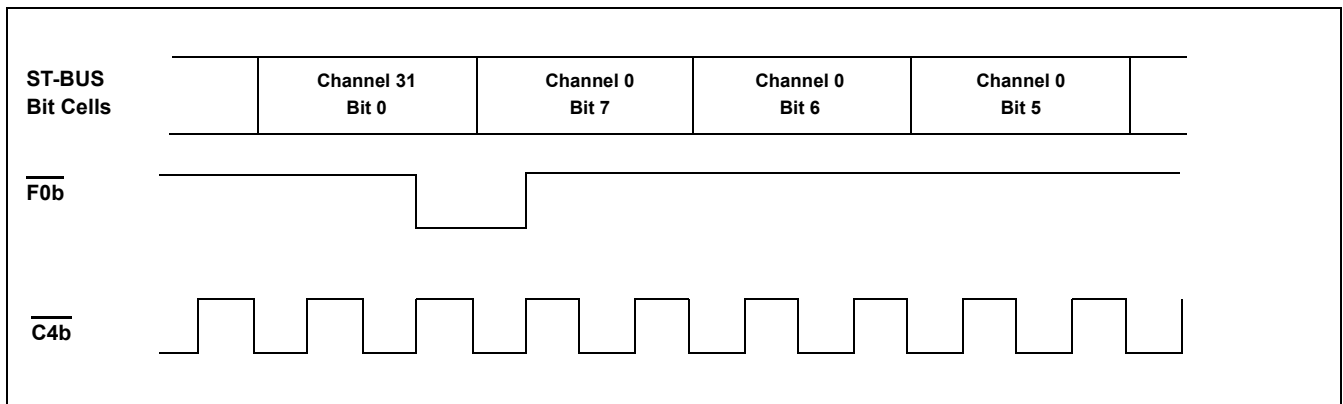 ST-BUS
Bit Cells
Channel 31
Bit 0
Channel 0
Bit 7
Channel 0
Bit 6
Channel 0
Bit 5
F0b
C4b